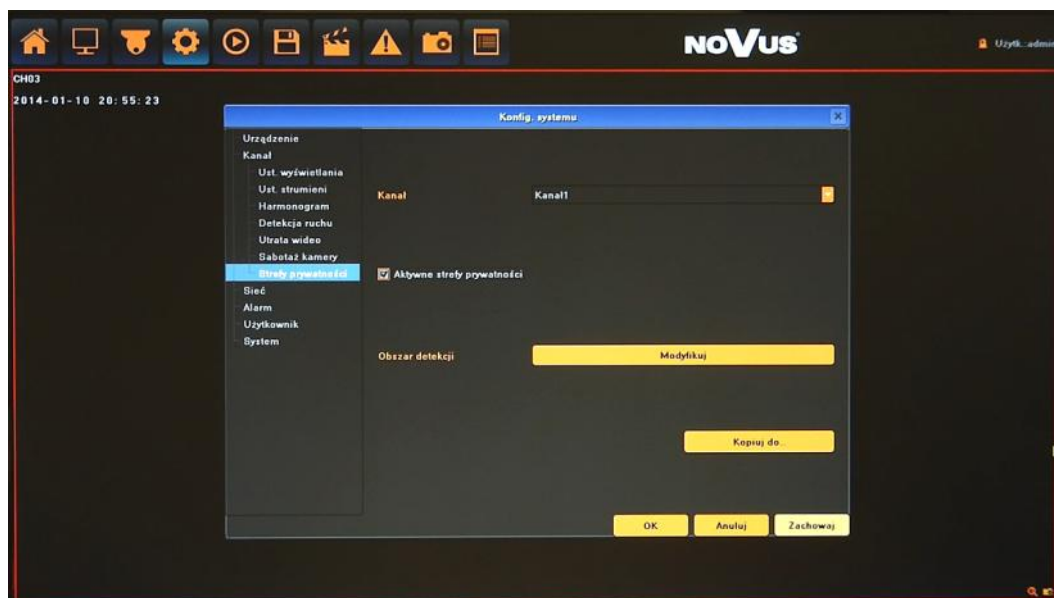 NOVUS
Użytk.:admin
CH03
2014-01-10 20:55:23
Konfig. systemu
Urządzenie
Kanał
Ust. wyświetlania
Ust. strumieni
Harmonogram
Detekcja ruchu
Utrata wideo
Sabotaż kamery
Strefy prywatności
Sieć
Alarm
Użytkownik
System
Kanał
Kanał1
Aktywne strefy prywatności
Obszar detekcji
Modyfikuj
Kopiuj do..
OK
Anuluj
Zachowaj